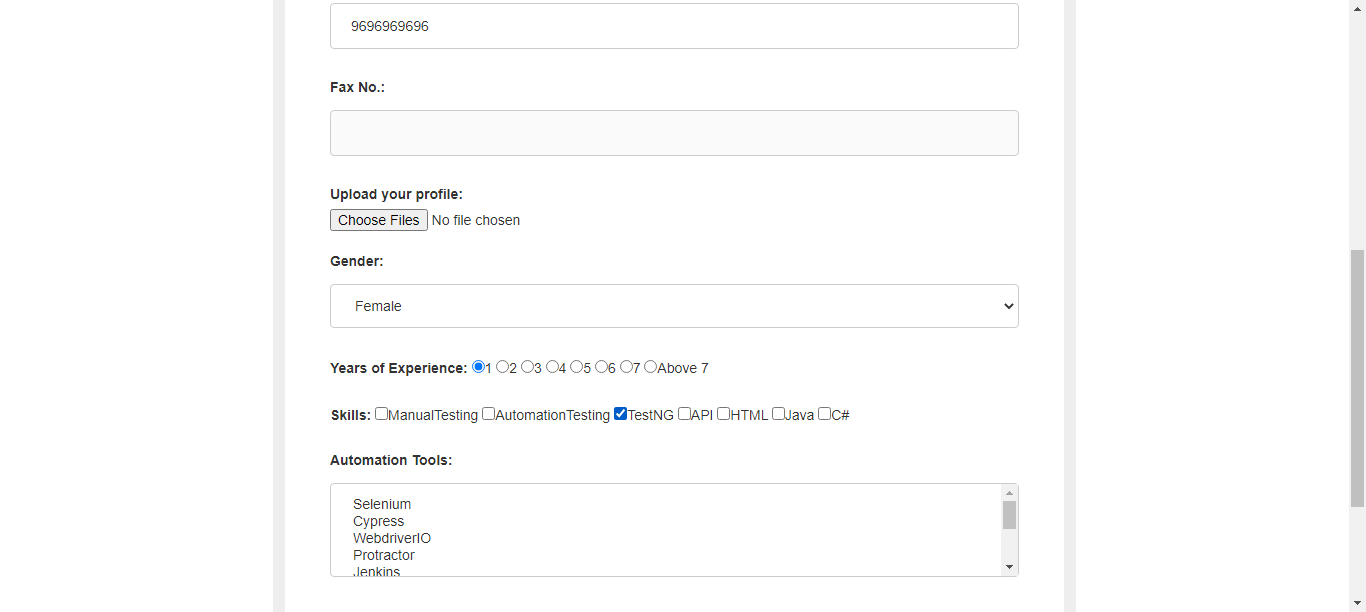 9696969696
Fax No.:
Upload your profile:
Choose Files No file chosen
Gender:
Female
Years of Experience: 1 2 3 4 5 6 7 Above 7
Skills: ManualTesting AutomationTesting TestNG API HTML Java C#
Automation Tools:
Selenium
Cypress
WebdriverIO
Protractor
Jenkins